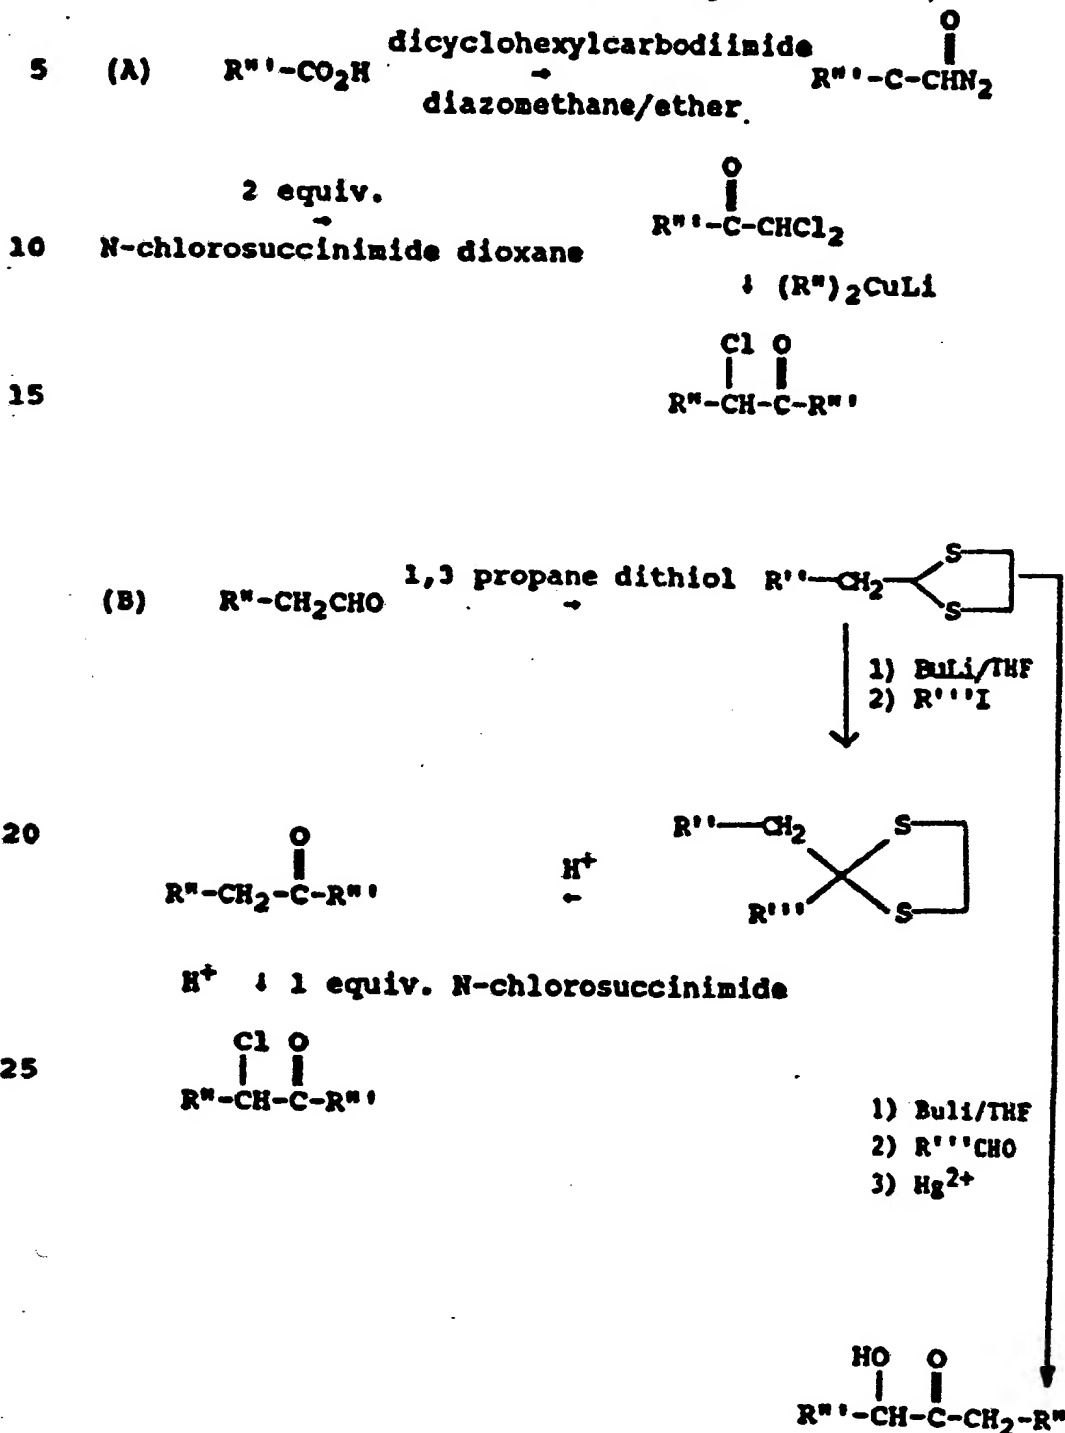 O
dicyclohexylcarbodiimide
5 (A) R"'-CO2H → R"'-C-CHN2
diazomethane/ether.
2 equiv. O
→
R"'-C-CHCl2
10 N-chlorosuccinimide dioxane
↓ (R")2CuLi
Cl O
15
R"-CH-C-R"'
1,3 propane dithiol R''—CH2 S
(B) R"-CH2CHO → S
1) BuLi/THF
2) R'''I
20 O R''—CH2 S
H+
R"-CH2-C-R"' ←
R''' S
H+ ↓ 1 equiv. N-chlorosuccinimide
Cl O
25
R"-CH-C-R"'
1) Buli/THF
2) R'''CHO
3) Hg2+
HO O
R"'-CH-C-CH2-R"